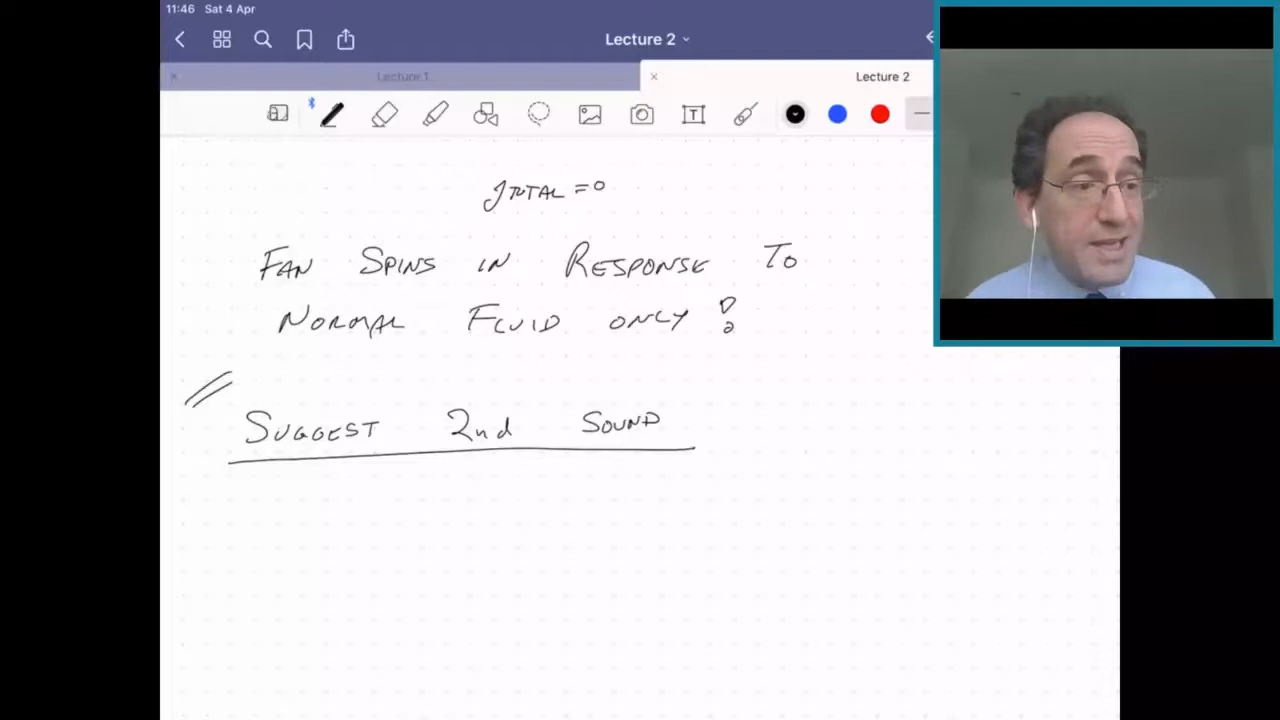 11:46 Sat 4 Apr
Lecture 2
Lecture 1
Lecture 2
T
J TOTAL = 0
FAN SPINS IN RESPONSE TO
NORMAL FLUID ONLY !
SUGGEST 2nd SOUND